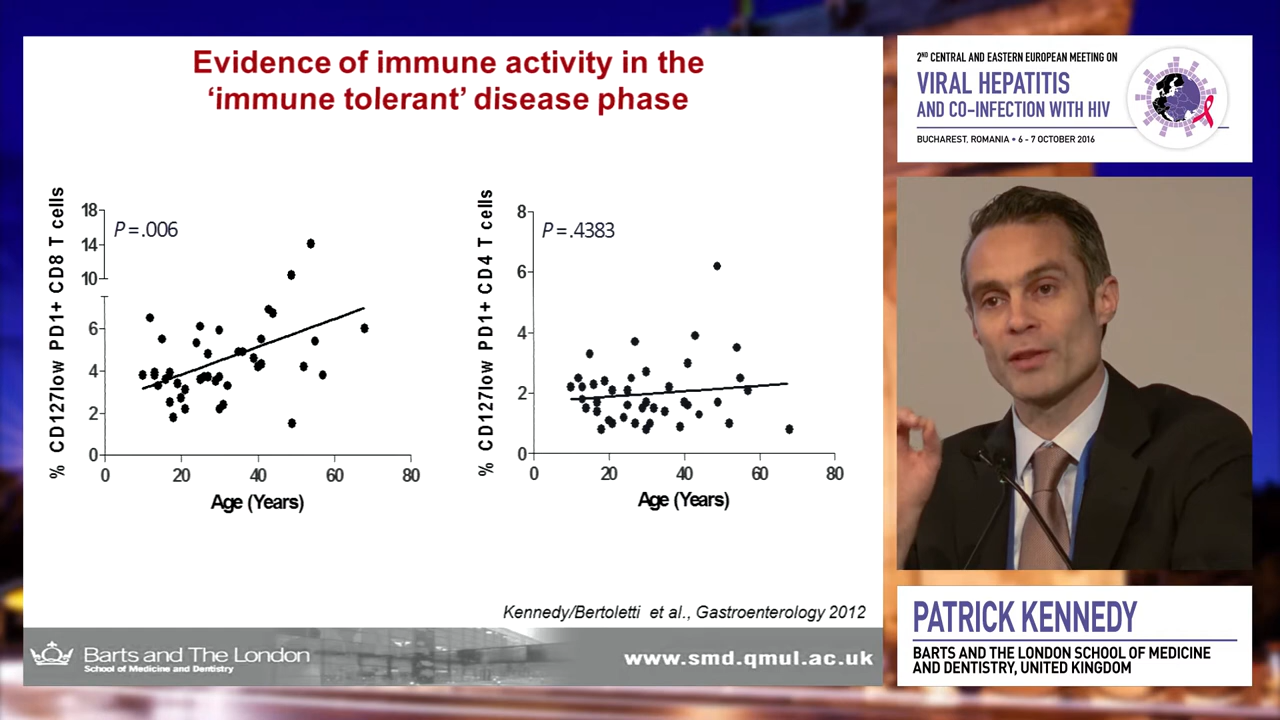 Evidence of immune activity in the
‘immune tolerant’ disease phase
% CD127low PD1+ CD8 T cells
18
14
10
6
4
2
0
P=.006
0 20 40 60 80
Age (Years)
% CD127low PD1+ CD4 T cells
8
6
4
2
0
P=.4383
0 20 40 60 80
Age (Years)
Kennedy/Bertoletti et al., Gastroenterology 2012
Barts and The London
School of Medicine and Dentistry
www.smd.qmul.ac.uk
2ND CENTRAL AND EASTERN EUROPEAN MEETING ON
VIRAL HEPATITIS
AND CO-INFECTION WITH HIV
BUCHAREST, ROMANIA • 6 - 7 OCTOBER 2016
PATRICK KENNEDY
BARTS AND THE LONDON SCHOOL OF MEDICINE
AND DENTISTRY, UNITED KINGDOM